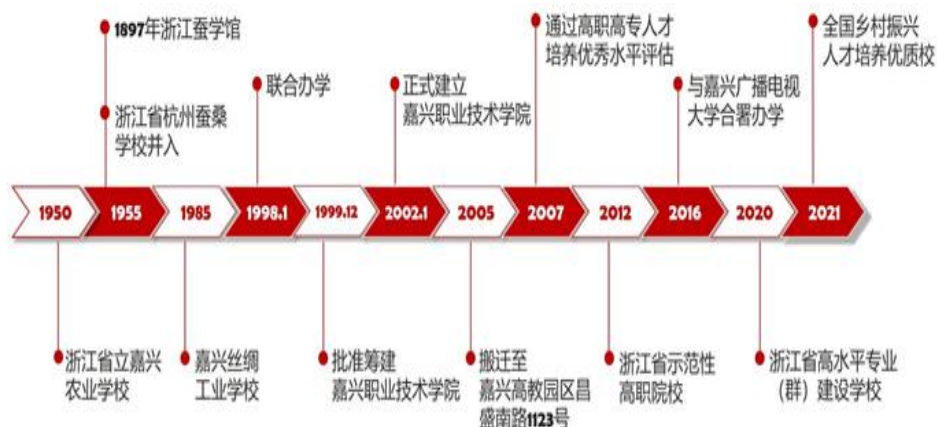 1897年浙江蚕学馆
浙江省杭州蚕桑
学校并入
联合办学
正式建立
嘉兴职业技术学院
通过高职高专人才
培养优秀水平评估
与嘉兴广播电视
大学合署办学
全国乡村振兴
人才培养优质校
1950
1955
1985
1998.1
1999.12
2002.1
2005
2007
2012
2016
2020
2021
浙江省立嘉兴
农业学校
嘉兴丝绸
工业学校
批准筹建
嘉兴职业技术学院
搬迁至
嘉兴高教园区昌
盛南路1123号
浙江省示范性
高职院校
浙江省高水平专业
（群）建设学校